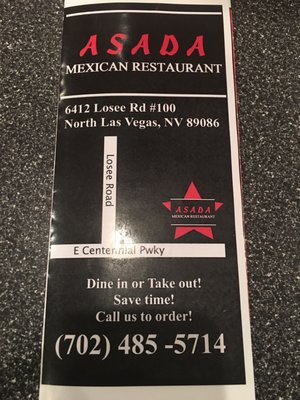 ASADA
MEXICAN RESTAURANT
6412 Losee Rd #100
North Las Vegas, NV 89086
Losee Road
ASADA
MEXICAN RESTAURANT
E Centennial Pwky
Dine in or Take out!
Save time!
Call us to order!
(702) 485 -5714